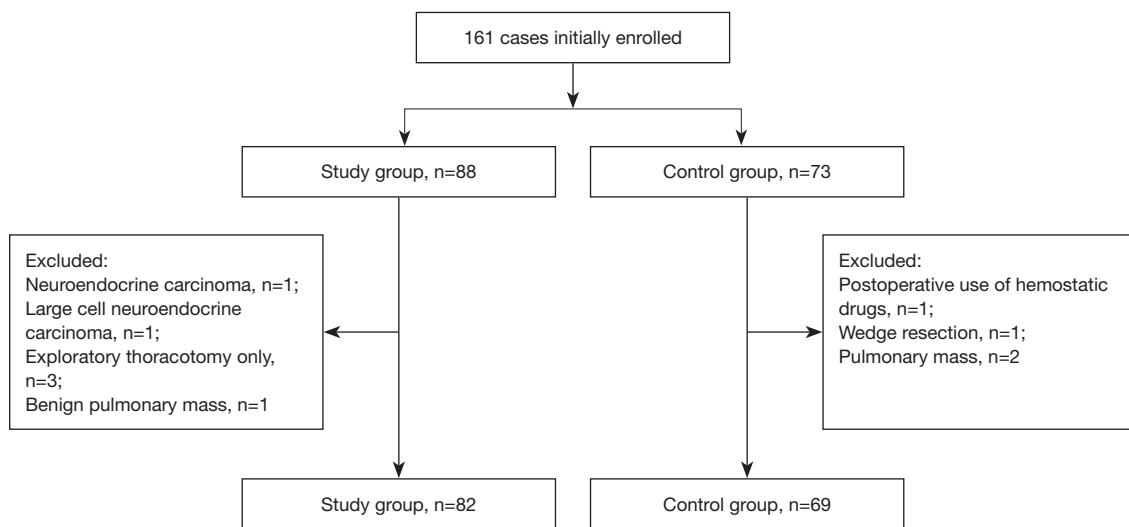 161 cases initially enrolled
Study group, n=88
Control group, n=73
Excluded:
Neuroendocrine carcinoma, n=1;
Large cell neuroendocrine
carcinoma, n=1;
Exploratory thoracotomy only,
n=3;
Benign pulmonary mass, n=1
Excluded:
Postoperative use of hemostatic
drugs, n=1;
Wedge resection, n=1;
Pulmonary mass, n=2
Study group, n=82
Control group, n=69